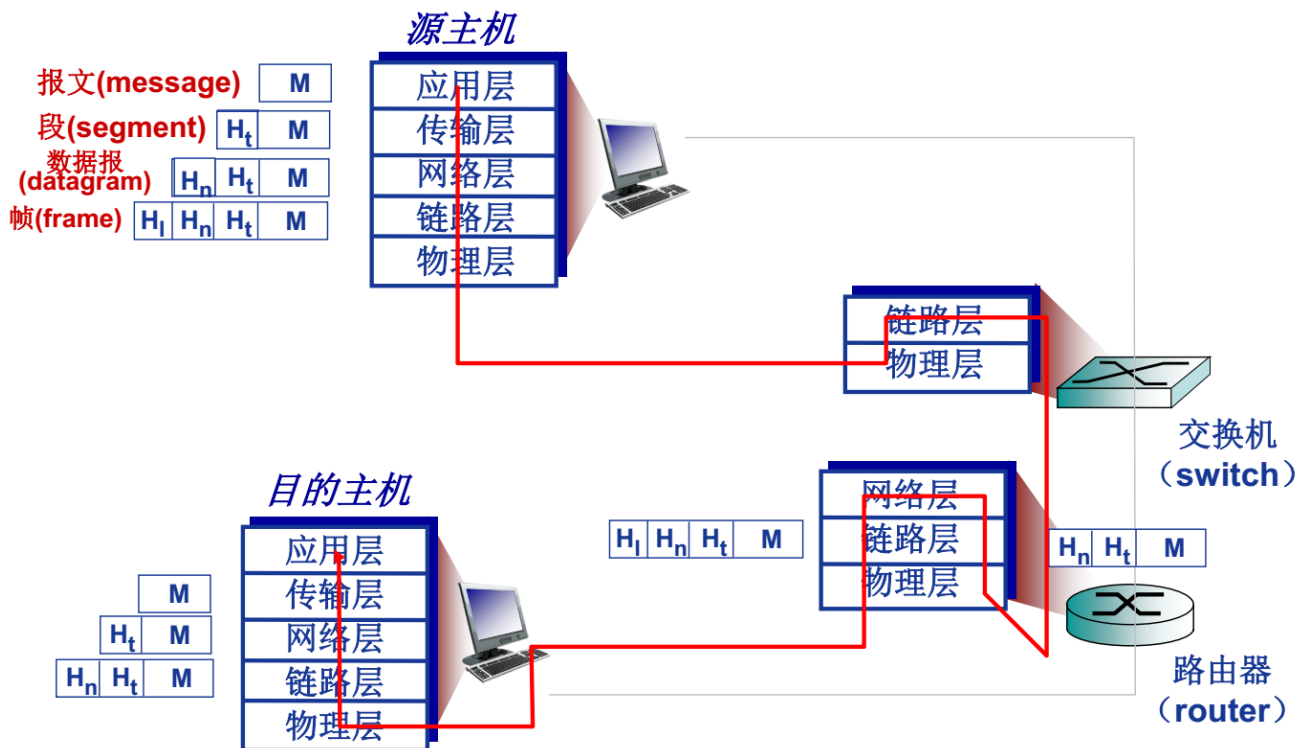 源主机
报文(message)
M
应用层
段(segment)
Ht
M
传输层
数据报
(datagram)
Hn
Ht
M
网络层
帧(frame)
Hl
Hn
Ht
M
链路层
物理层
链路层
物理层
交换机
（switch）
目的主机
网络层
链路层
物理层
Hl
Hn
Ht
M
Hn
Ht
M
路由器
（router）
应用层
M
传输层
Ht
M
网络层
Hn
Ht
M
链路层
物理层